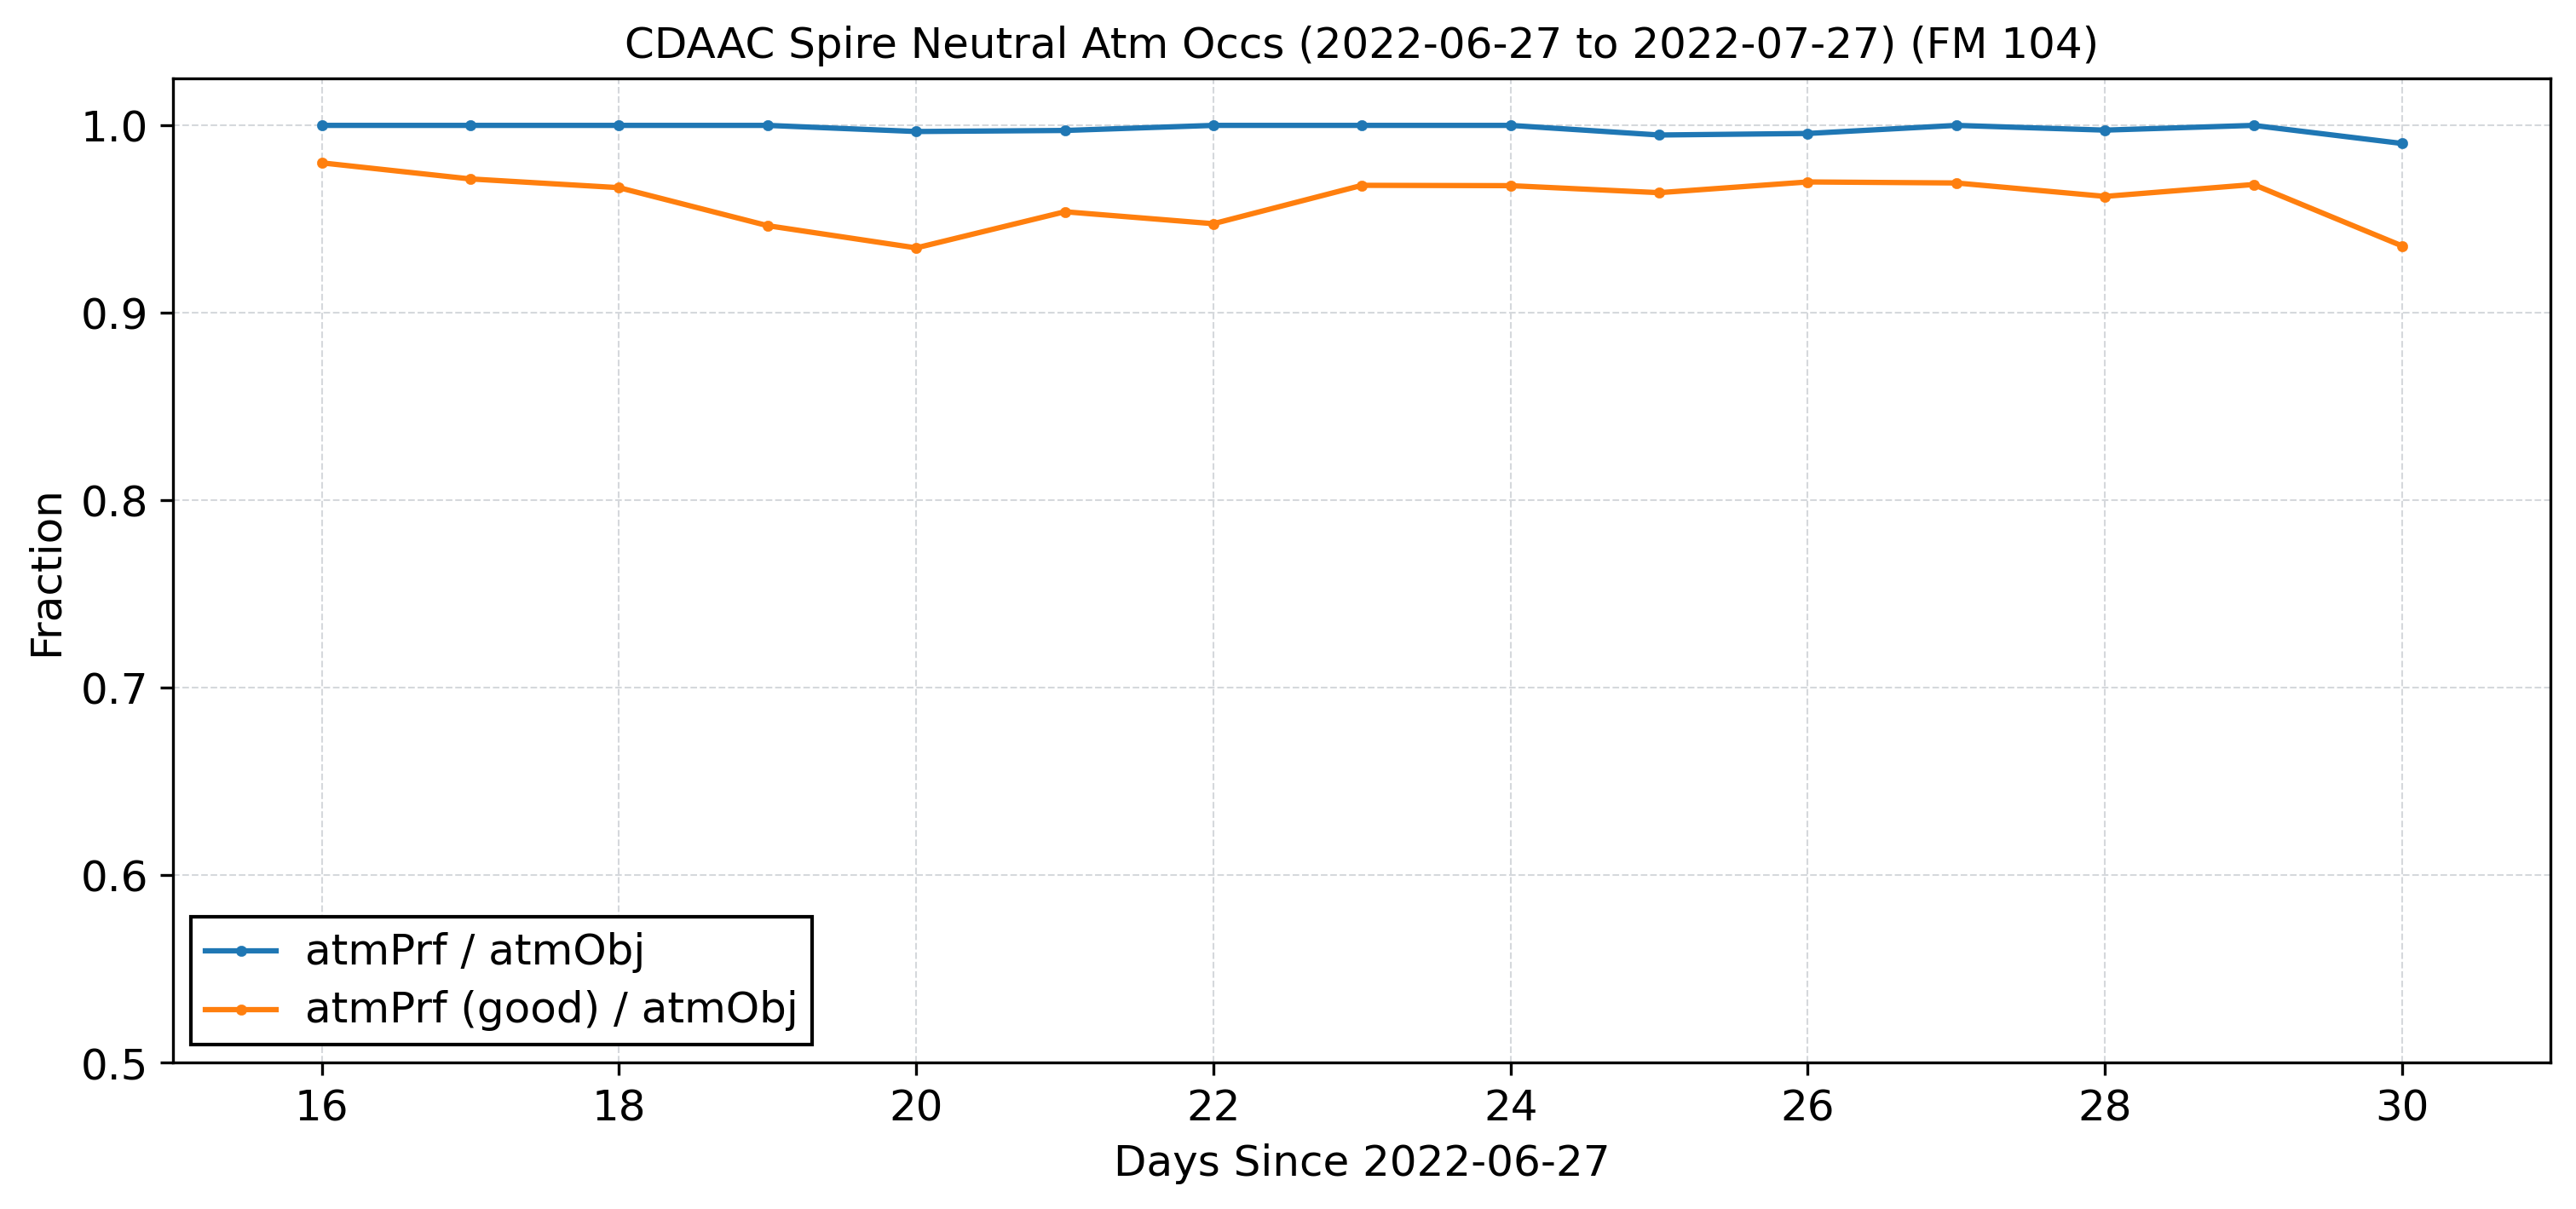 CDAAC Spire Neutral Atm Occs (2022-06-27 to 2022-07-27) (FM 104)
1.0
0.9
0.8
0.7
0.6
0.5
Fraction
atmPrf / atmObj
atmPrf (good) / atmObj
16 18 20 22 24 26 28 30
Days Since 2022-06-27